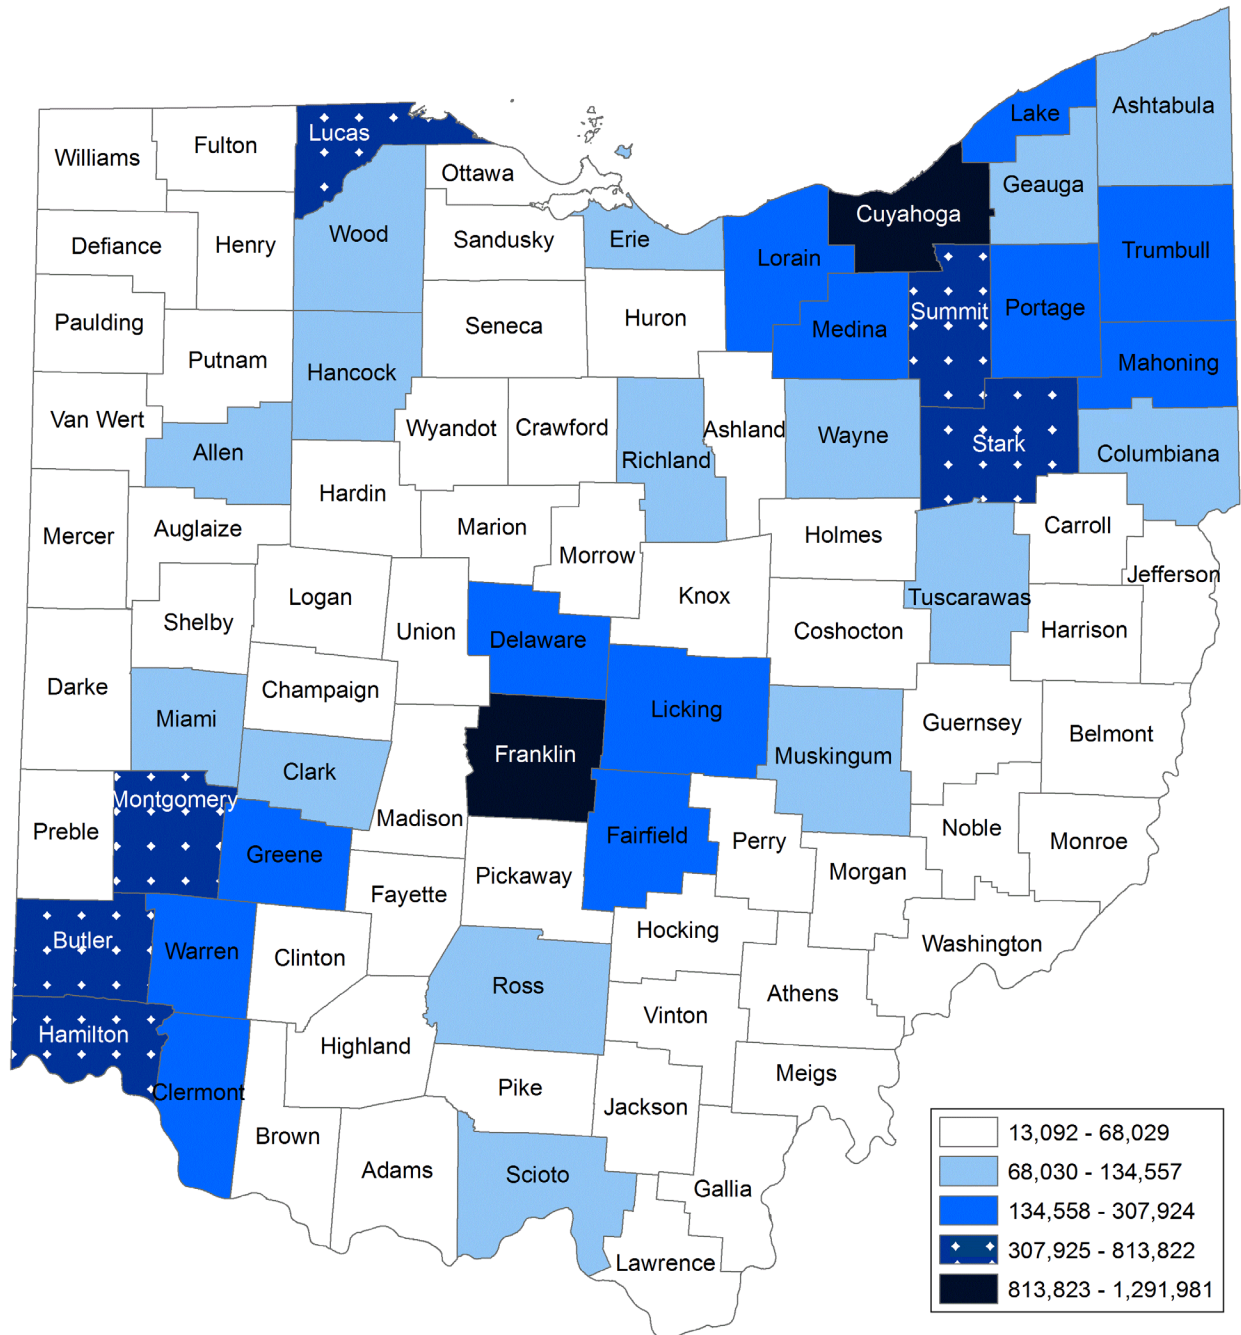 Lake
Ashtabula
Lucas
Fulton
Williams
Ottawa
Geauga
Cuyahoga
Wood
Erie
Sandusky
Henry
Defiance
Trumbull
Lorain
Portage
Summit
Huron
Seneca
Paulding
Medina
Putnam
Mahoning
Hancock
Van Wert
Wyandot
Crawford
Ashland
Wayne
Stark
Allen
Columbiana
Richland
Hardin
Carroll
Auglaize
Marion
Mercer
Holmes
Morrow
Jefferson
Logan
Knox
Tuscarawas
Shelby
Union
Coshocton
Harrison
Delaware
Darke
Champaign
Licking
Miami
Guernsey
Belmont
Franklin
Muskingum
Clark
Montgomery
Madison
Preble
Noble
Fairfield
Perry
Monroe
Greene
Morgan
Pickaway
Fayette
Hocking
Butler
Warren
Washington
Clinton
Ross
Athens
Vinton
Hamilton
Highland
Meigs
Pike
Clermont
Jackson
Brown
Adams
Scioto
Gallia
Lawrence
13,092 - 68,029
68,030 - 134,557
134,558 - 307,924
307,925 - 813,822
813,823 - 1,291,981